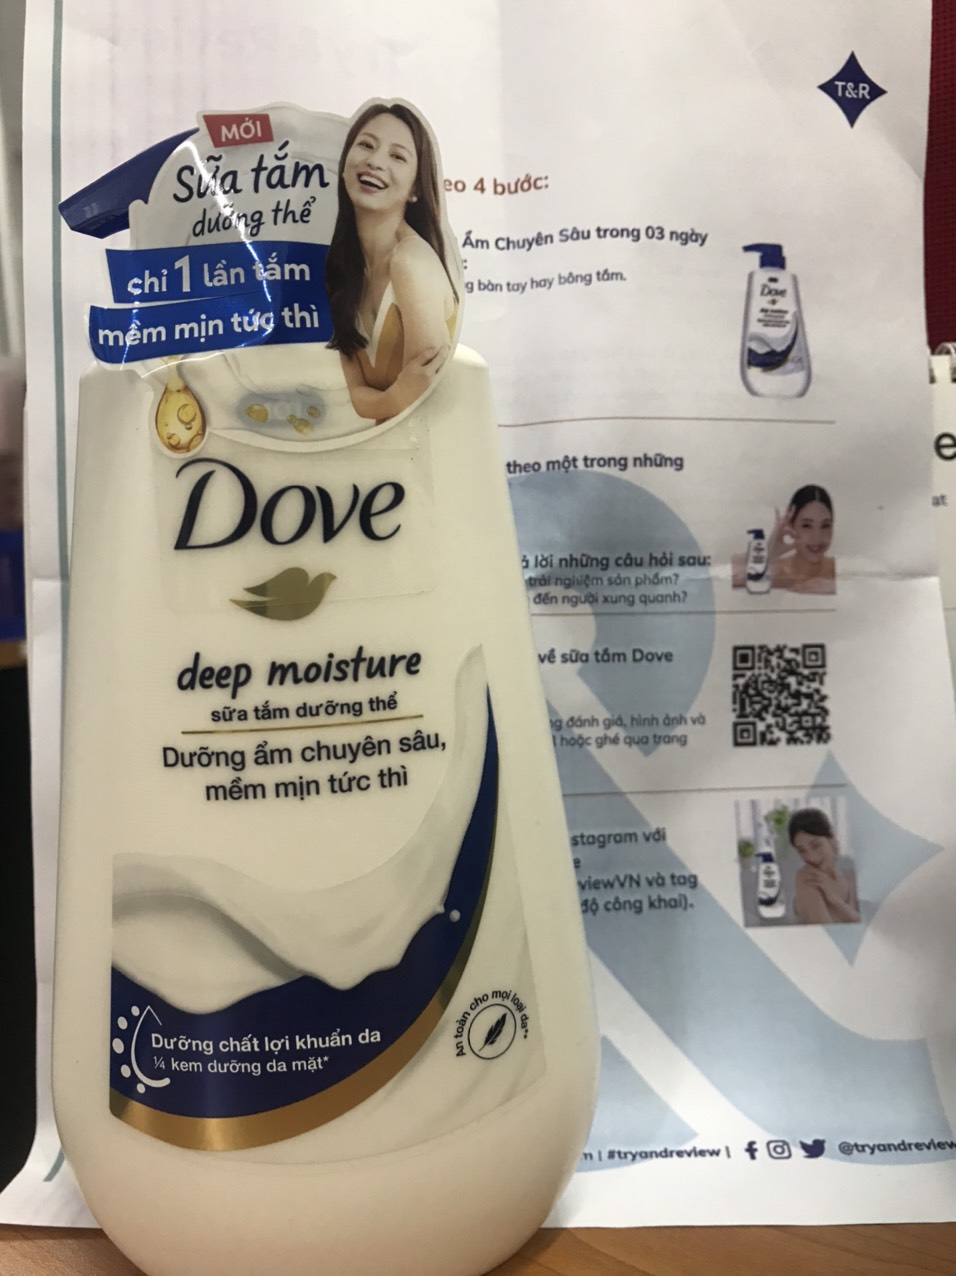 MỚI
Sữa tắm
dưỡng thể
chỉ 1 lần tắm
mềm mịn tức thì
Dove
deep moisture
sữa tắm dưỡng thể
Dưỡng ẩm chuyên sâu,
mềm mịn tức thì
Dưỡng chất lợi khuẩn da
¼ kem dưỡng da mặt*
An toàn cho mọi loại da**
T&R
eo 4 bước:
Ẩm Chuyên Sâu trong 03 ngày
:
g bàn tay hay bông tắm.
Dove
theo một trong những
ả lời những câu hỏi sau:
trải nghiệm sản phẩm?
đến người xung quanh?
về sữa tắm Dove
ng đánh giá, hình ảnh và
hoặc ghé qua trang
stagram với
e
viewVN và tag
độ công khai).
m | #tryandreview |
@tryandreview
e
at